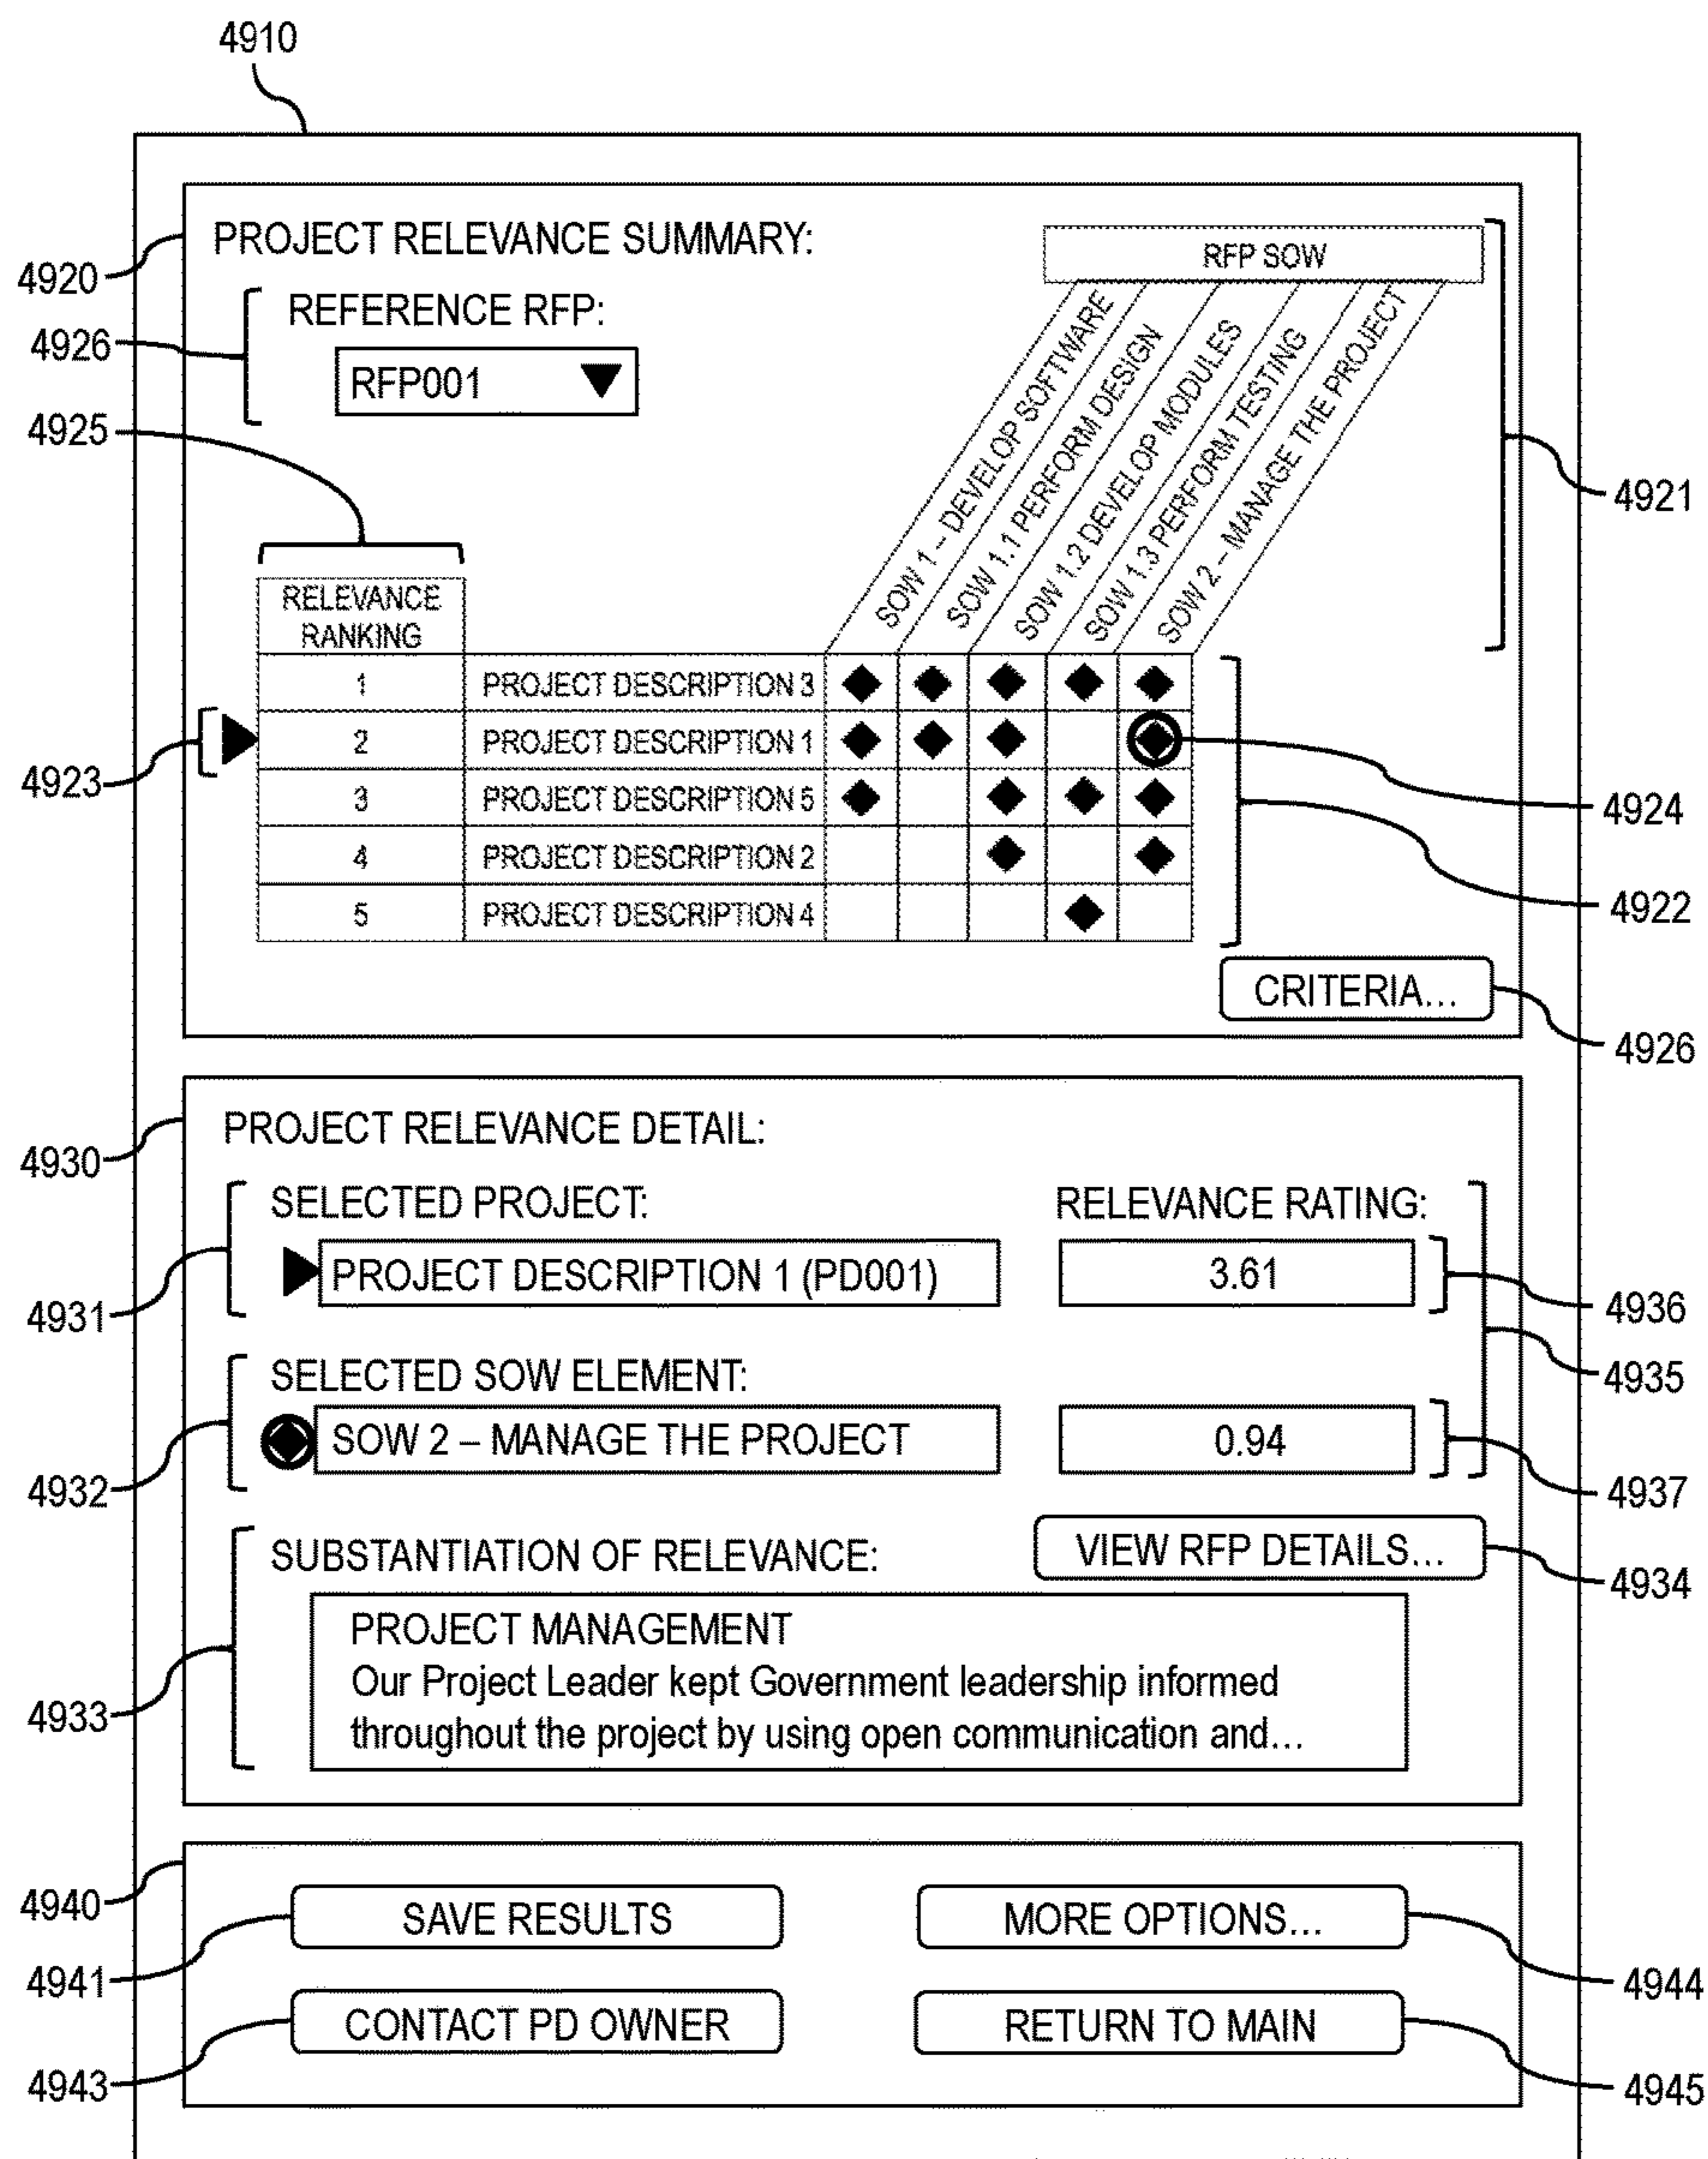 4910
PROJECT RELEVANCE SUMMARY:
RFP SOW
4920
REFERENCE RFP:
4926
RFP001
4925
SOW 1 – DEVELOP SOFTWARE
SOW 1.1 PERFORM DESIGN
SOW 1.2 DEVELOP MODULES
SOW 1.3 PERFORM TESTING
SOW 2 – MANAGE THE PROJECT
4921
RELEVANCE
RANKING
1 PROJECT DESCRIPTION 3
2 PROJECT DESCRIPTION 1
4923
3 PROJECT DESCRIPTION 5
4924
4 PROJECT DESCRIPTION 2
4922
5 PROJECT DESCRIPTION 4
CRITERIA...
4926
PROJECT RELEVANCE DETAIL:
4930
SELECTED PROJECT: RELEVANCE RATING:
PROJECT DESCRIPTION 1 (PD001) 3.61
4931
4936
SELECTED SOW ELEMENT:
4935
SOW 2 – MANAGE THE PROJECT 0.94
4932
4937
SUBSTANTIATION OF RELEVANCE:
VIEW RFP DETAILS...
4934
PROJECT MANAGEMENT
Our Project Leader kept Government leadership informed
throughout the project by using open communication and...
4933
4940
SAVE RESULTS MORE OPTIONS...
4941
4944
CONTACT PD OWNER RETURN TO MAIN
4943
4945